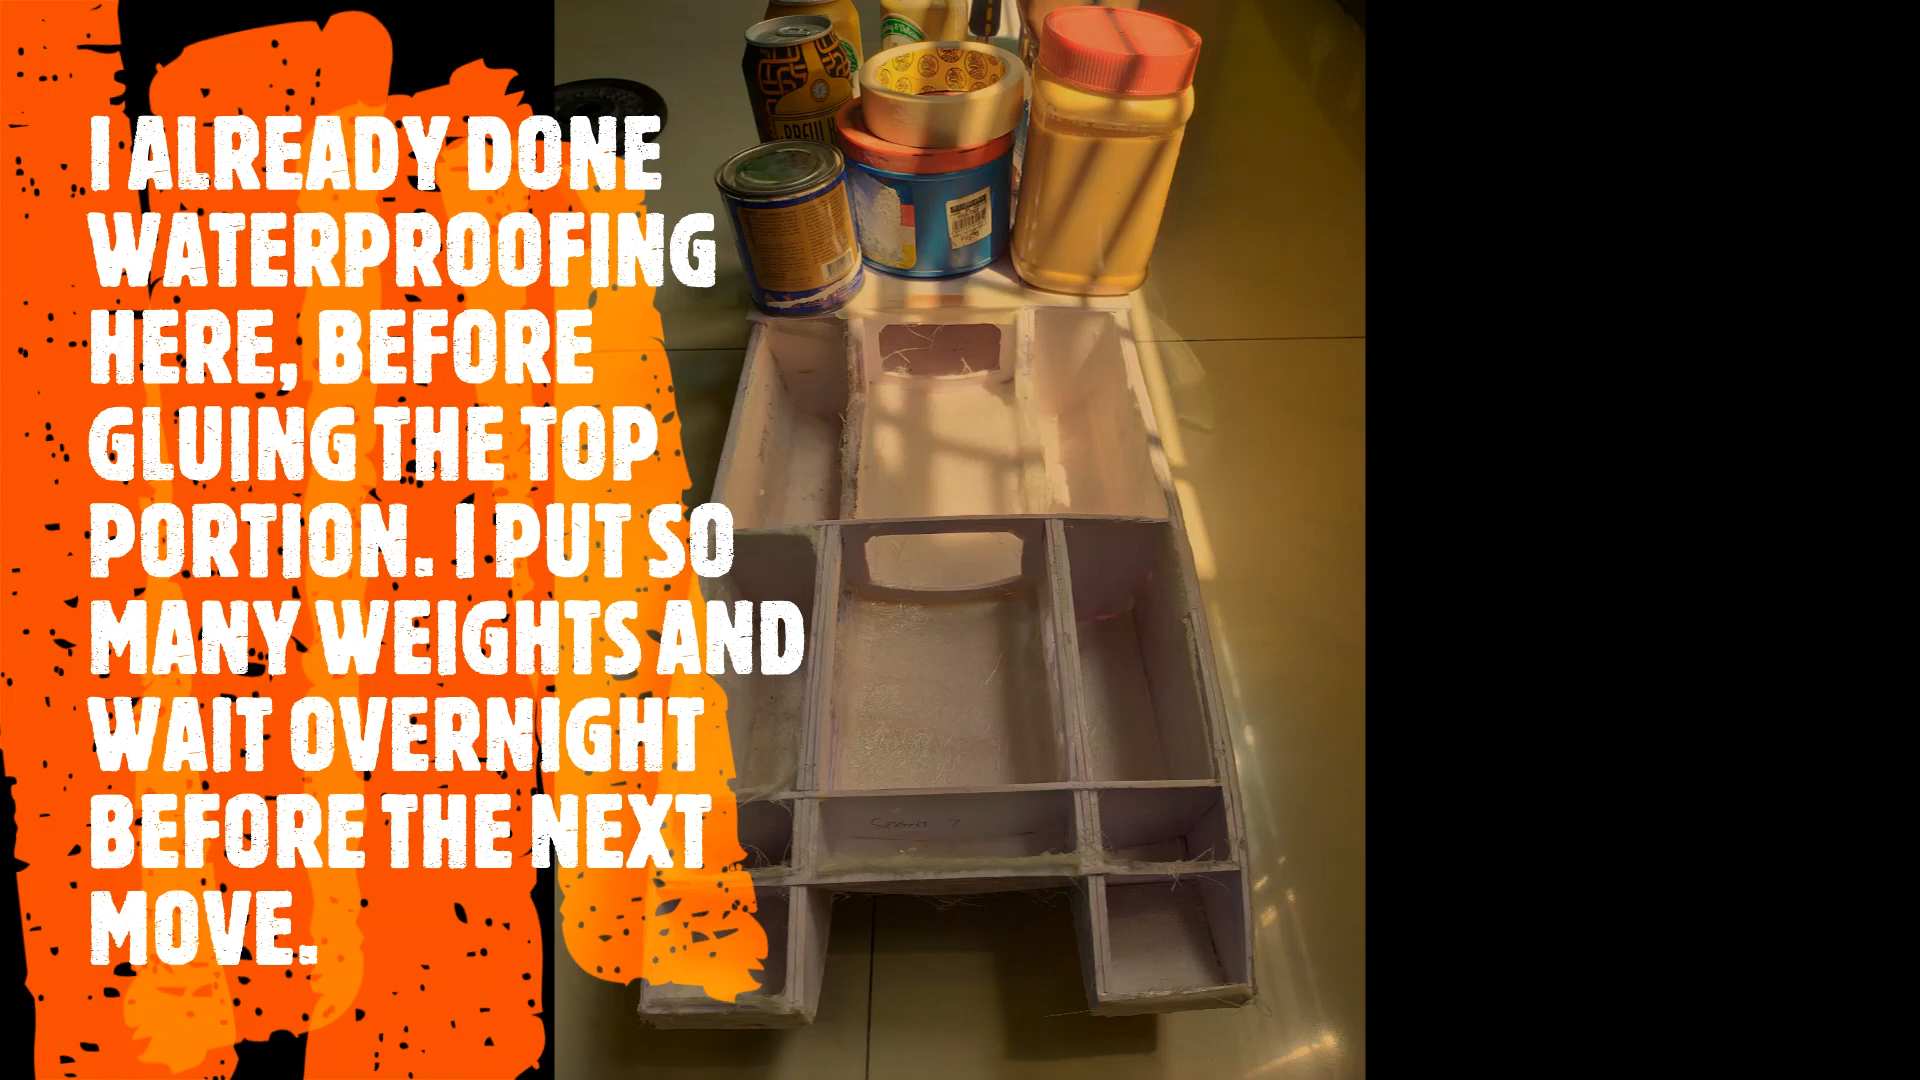 I ALREADY DONE
WATERPROOFING
HERE, BEFORE
GLUING THE TOP
PORTION. I PUT SO
MANY WEIGHTS AND
WAIT OVERNIGHT
BEFORE THE NEXT
MOVE.